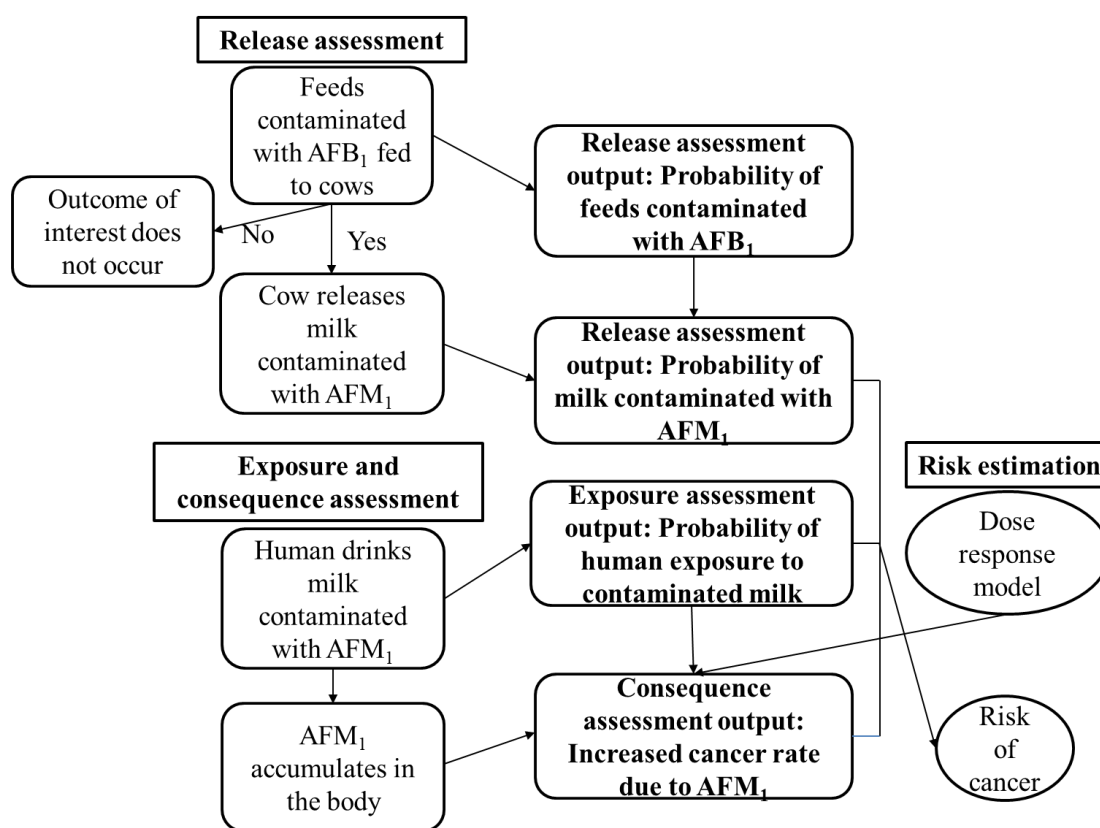 Release assessment
Feeds
contaminated
with AFB₁ fed
to cows
Release assessment
output: Probability of
feeds contaminated
with AFB₁
Outcome of
interest does
not occur
No
Yes
Cow releases
milk
contaminated
with AFM₁
Release assessment
output: Probability of
milk contaminated with
AFM₁
Exposure and
consequence assessment
Risk estimation
Human drinks
milk
contaminated
with AFM₁
Exposure assessment
output: Probability of
human exposure to
contaminated milk
Dose
response
model
AFM₁
accumulates in
the body
Consequence
assessment output:
Increased cancer rate
due to AFM₁
Risk
of
cancer